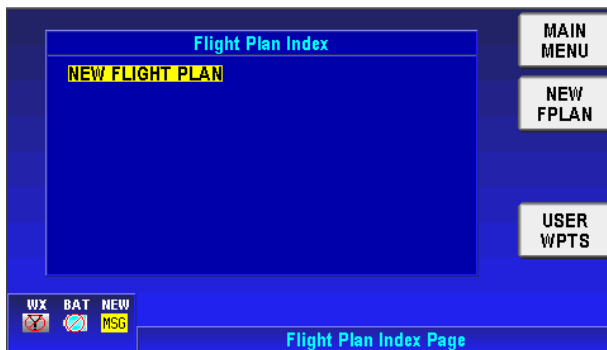 Flight Plan Index
NEW FLIGHT PLAN
MAIN
MENU
NEW
FPLAN
USER
WPTS
WX BAT NEW
MSG
Flight Plan Index Page